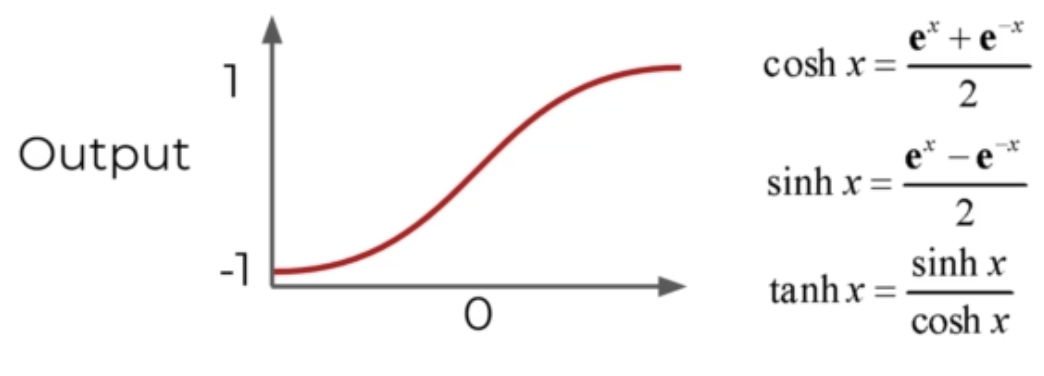 1
Output
-1
0
cosh x = (e^x + e^-x) / 2
sinh x = (e^x - e^-x) / 2
tanh x = sinh x / cosh x